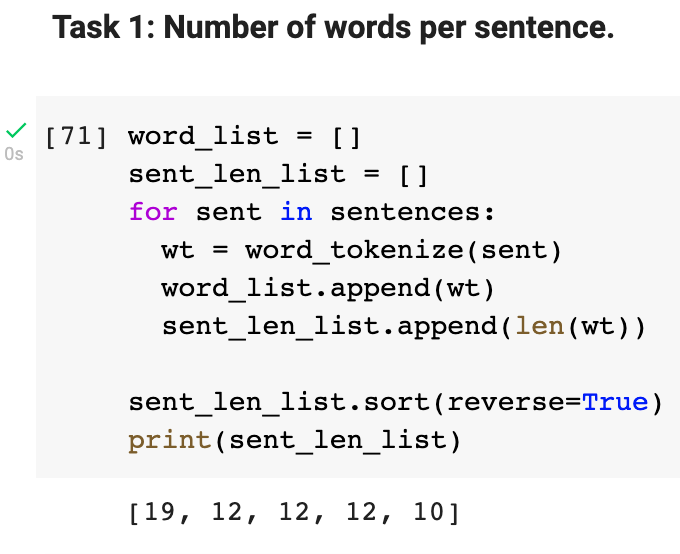 Task 1: Number of words per sentence.
[71] word_list = []
0s
sent_len_list = []
for sent in sentences:
  wt = word_tokenize(sent)
  word_list.append(wt)
  sent_len_list.append(len(wt))
sent_len_list.sort(reverse=True)
print(sent_len_list)
[19, 12, 12, 12, 10]